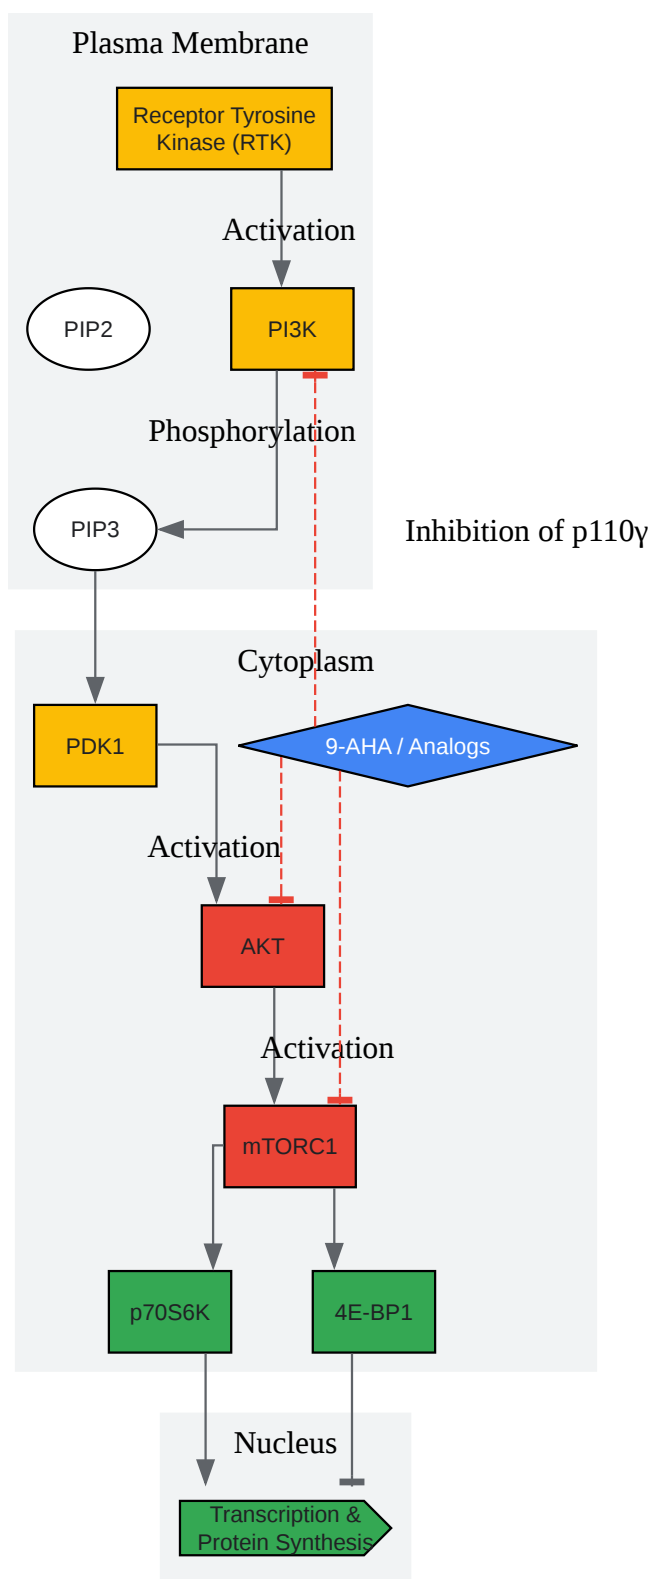 Plasma Membrane
Receptor Tyrosine
Kinase (RTK)
Activation
PIP2
PI3K
Phosphorylation
PIP3
Inhibition of p110γ
Cytoplasm
PDK1
9-AHA / Analogs
Activation
AKT
Activation
mTORC1
p70S6K
4E-BP1
Nucleus
Transcription &
Protein Synthesis